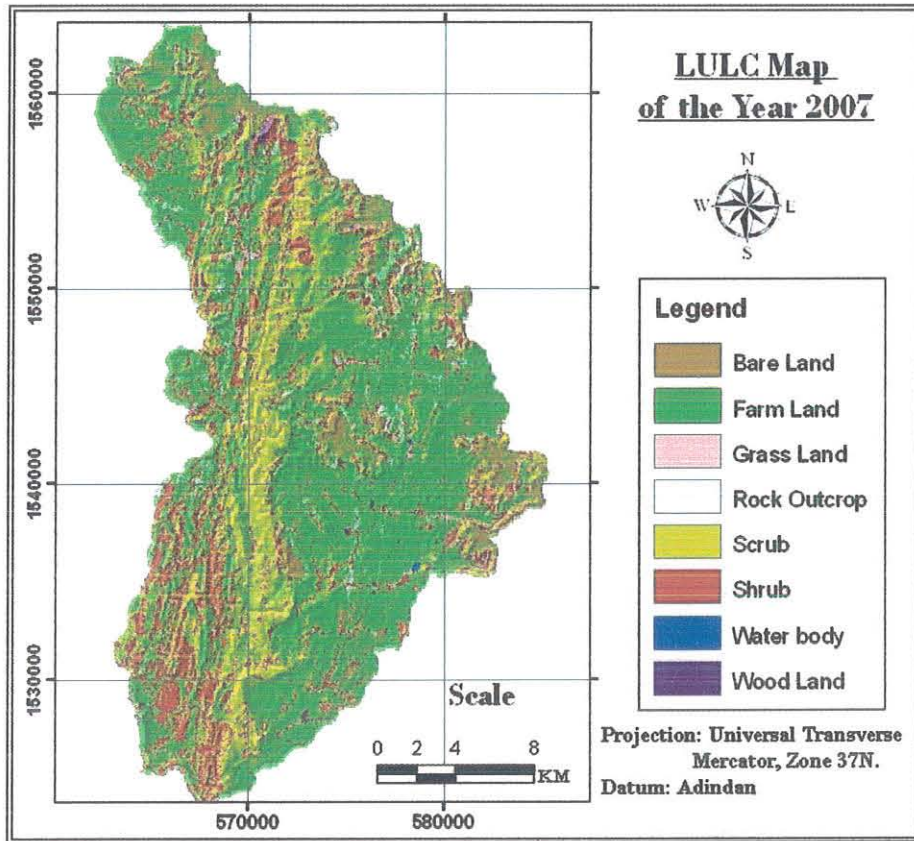 LULC Map
of the Year 2007
N
W
E
S
Legend
Bare Land
Farm Land
Grass Land
Rock Outcrop
Scrub
Shrub
Water body
Wood Land
Projection: Universal Transverse
Mercator, Zone 37N.
Datum: Adindan
1560000
1550000
1540000
1530000
Scale
0 2 4 8
KM
570000 580000